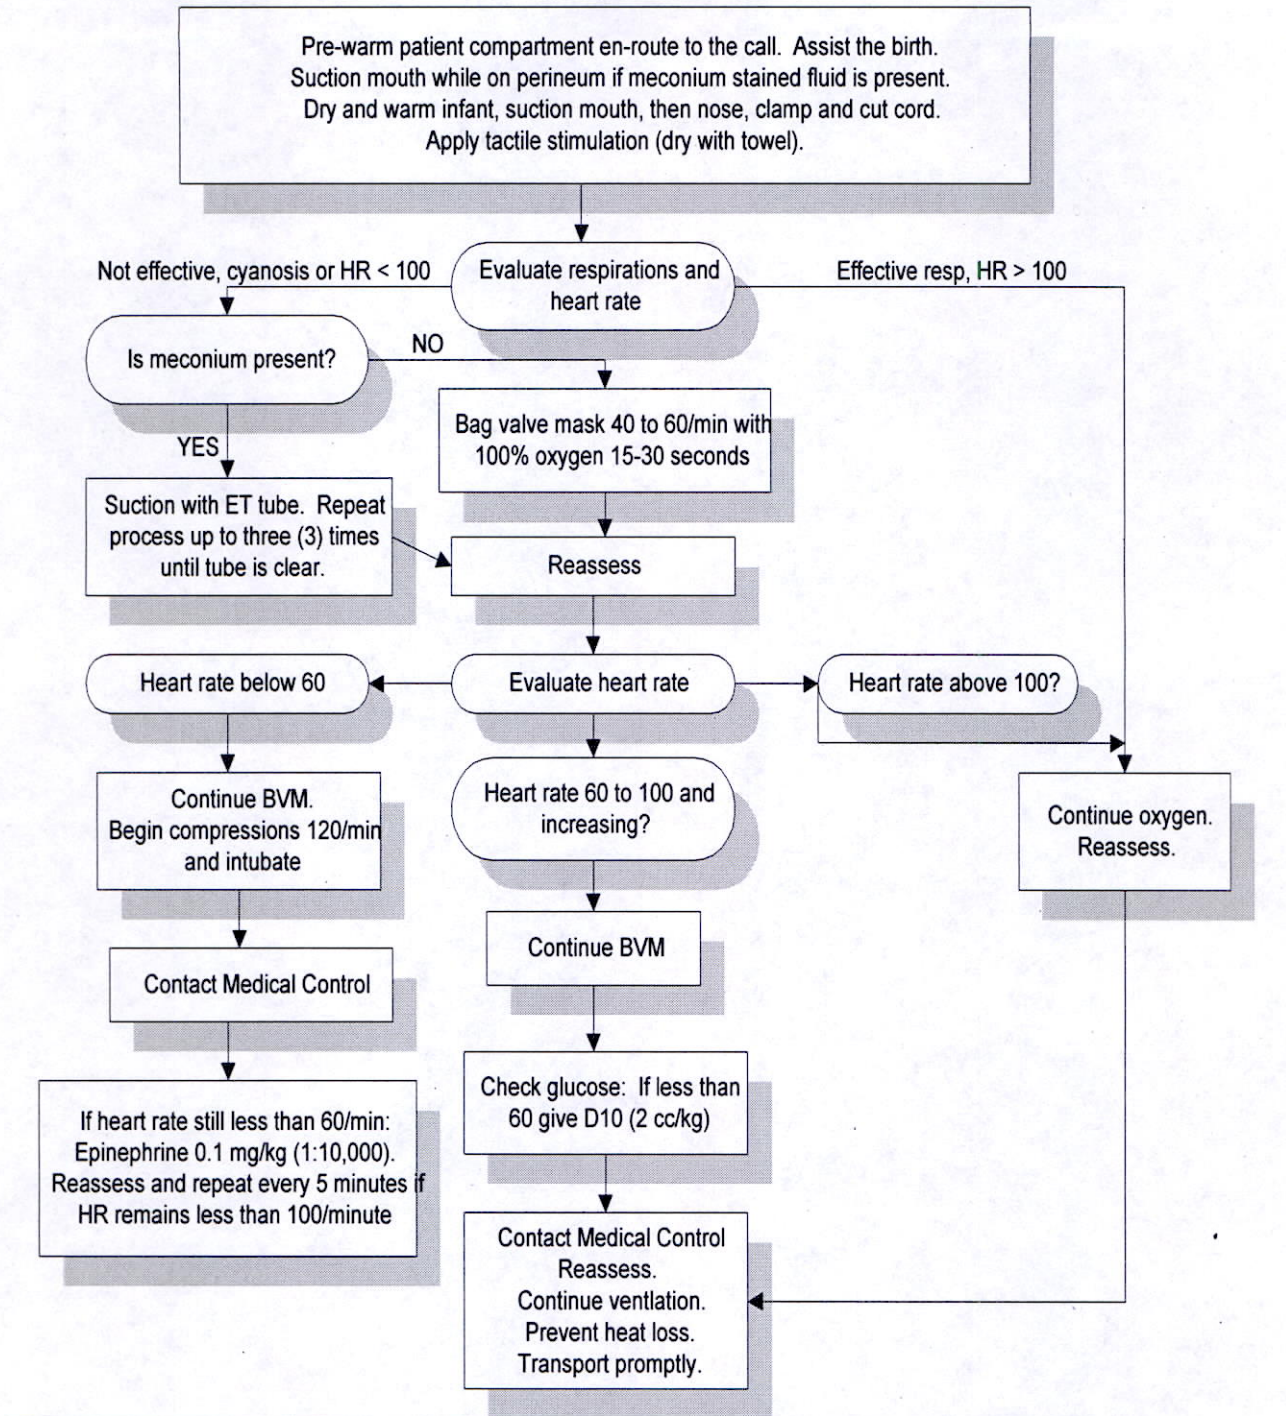 Pre-warm patient compartment en-route to the call.  Assist the birth.
Suction mouth while on perineum if meconium stained fluid is present.
Dry and warm infant, suction mouth, then nose, clamp and cut cord.
Apply tactile stimulation (dry with towel).
Not effective, cyanosis or HR < 100
Evaluate respirations and
heart rate
Effective resp, HR > 100
Is meconium present?
NO
Bag valve mask 40 to 60/min with
100% oxygen 15-30 seconds
YES
Suction with ET tube.  Repeat
process up to three (3) times
until tube is clear.
Reassess
Heart rate below 60
Evaluate heart rate
Heart rate above 100?
Continue BVM.
Begin compressions 120/min
and intubate
Heart rate 60 to 100 and
increasing?
Continue oxygen.
Reassess.
Continue BVM
Contact Medical Control
Check glucose:  If less than
60 give D10 (2 cc/kg)
If heart rate still less than 60/min:
Epinephrine 0.1 mg/kg (1:10,000).
Reassess and repeat every 5 minutes if
HR remains less than 100/minute
Contact Medical Control
Reassess.
Continue ventlation.
Prevent heat loss.
Transport promptly.